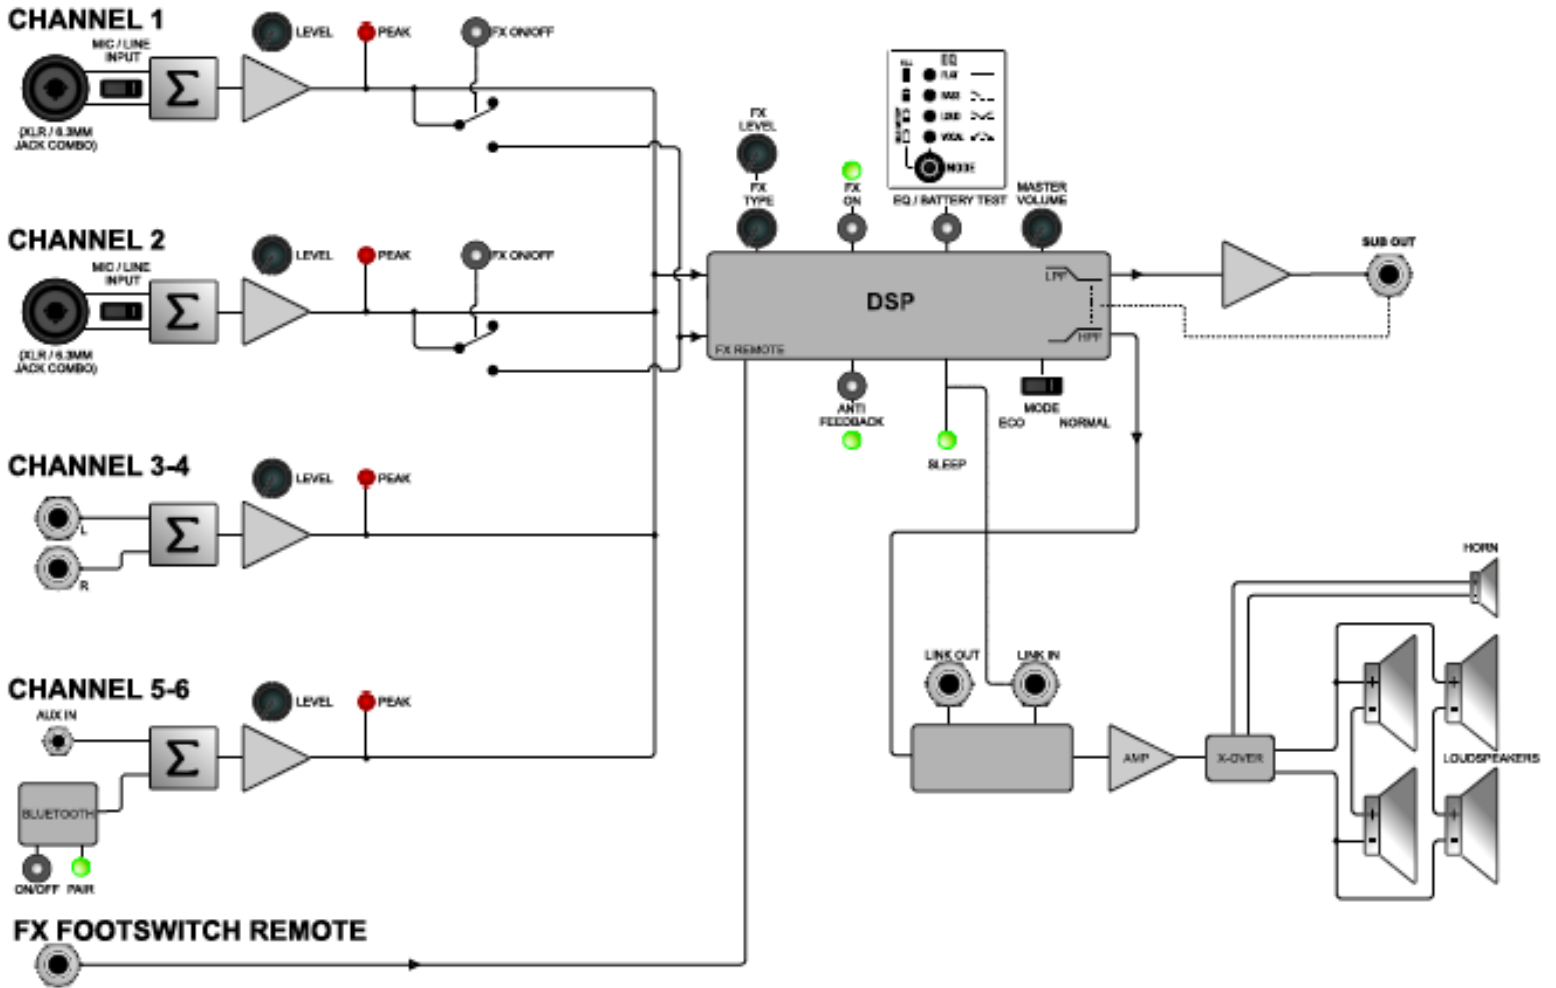 CHANNEL 1
MIC / LINE
INPUT
(XLR / 6.3MM
JACK COMBO)
Σ
LEVEL
PEAK
FX ON/OFF
CHANNEL 2
MIC / LINE
INPUT
(XLR / 6.3MM
JACK COMBO)
Σ
LEVEL
PEAK
FX ON/OFF
CHANNEL 3-4
L
R
Σ
LEVEL
PEAK
CHANNEL 5-6
AUX IN
BLUETOOTH
ON/OFF PAIR
Σ
LEVEL
PEAK
FX FOOTSWITCH REMOTE
FX
LEVEL
FX
TYPE
FX
ON
EQ
FLAT
BASS
LOUD
VOCAL
MODE
EQ / BATTERY TEST
MASTER
VOLUME
DSP
LPF
HPF
FX REMOTE
ANTI
FEEDBACK
SLEEP
MODE
ECO NORMAL
SUB OUT
LINK OUT
LINK IN
AMP
X-OVER
HORN
LOUDSPEAKERS
+
-
+
-
+
-
+
-